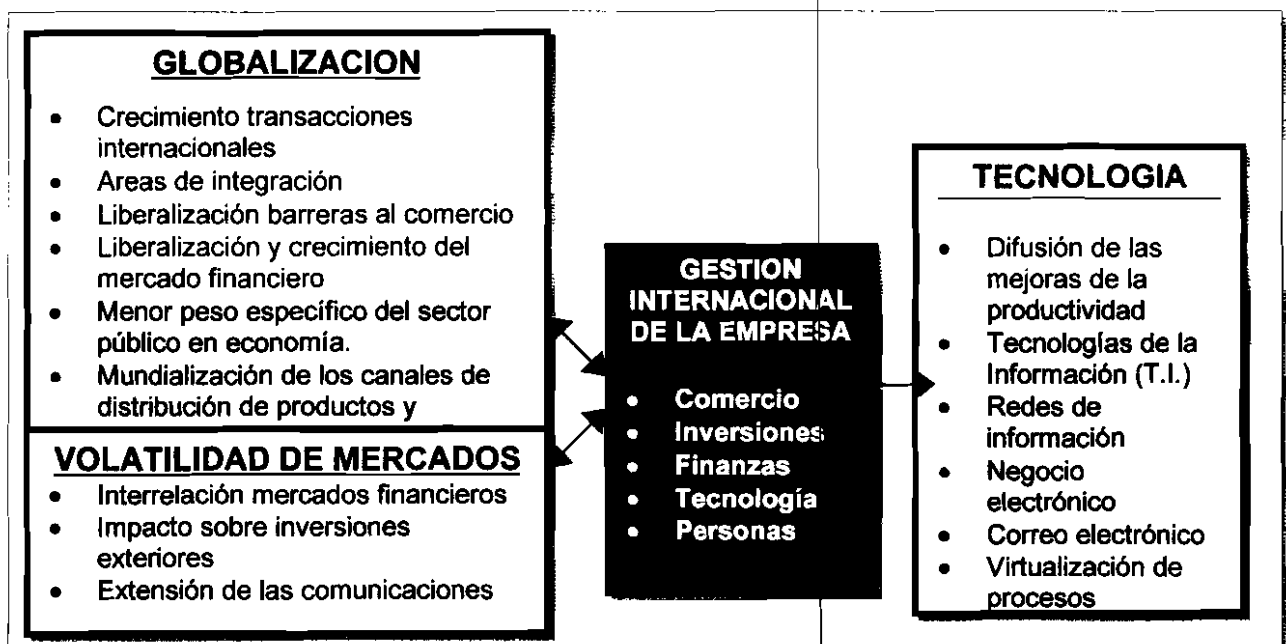 GLOBALIZACION
• Crecimiento transacciones
internacionales
• Areas de integración
• Liberalización barreras al comercio
• Liberalización y crecimiento del
mercado financiero
• Menor peso específico del sector
público en economía.
• Mundialización de los canales de
distribución de productos y
VOLATILIDAD DE MERCADOS
• Interrelación mercados financieros
• Impacto sobre inversiones
exteriores
• Extensión de las comunicaciones
GESTION
INTERNACIONAL
DE LA EMPRESA
• Comercio
• Inversiones
• Finanzas
• Tecnología
• Personas
TECNOLOGIA
• Difusión de las
mejoras de la
productividad
• Tecnologías de la
Información (T.I.)
• Redes de
información
• Negocio
electrónico
• Correo electrónico
• Virtualización de
procesos